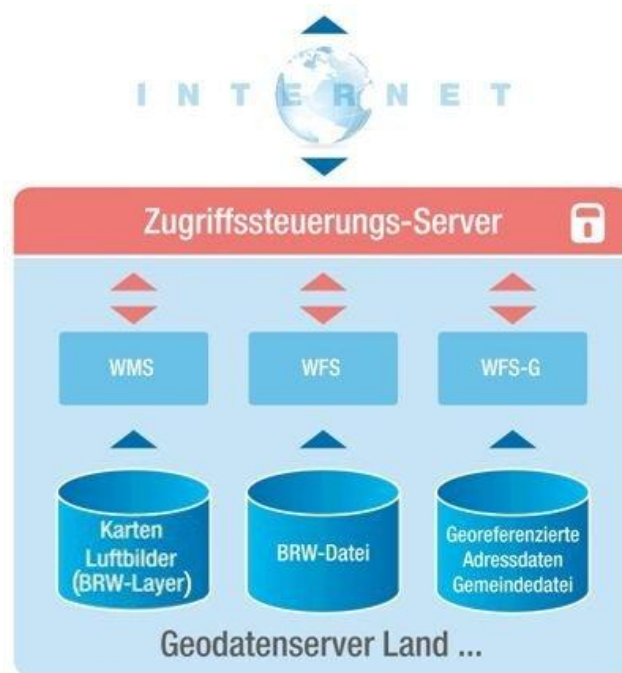 INTERNET
Zugriffssteuerungs-Server
WMS
WFS
WFS-G
Karten
Luftbilder
(BRW-Layer)
BRW-Datei
Georeferenzierte
Adressdaten
Gemeindedatei
Geodatenserver Land ...